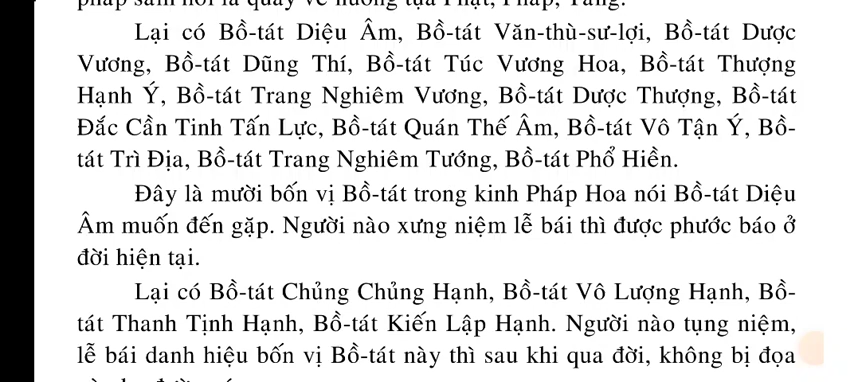 Lại có Bồ-tát Diệu Âm, Bồ-tát Văn-thù-sư-lợi, Bồ-tát Dược
Vương, Bồ-tát Dũng Thí, Bồ-tát Túc Vương Hoa, Bồ-tát Thượng
Hạnh Ý, Bồ-tát Trang Nghiêm Vương, Bồ-tát Dược Thượng, Bồ-tát
Đắc Cần Tinh Tấn Lực, Bồ-tát Quán Thế Âm, Bồ-tát Vô Tận Ý, Bồ-
tát Trì Địa, Bồ-tát Trang Nghiêm Tướng, Bồ-tát Phổ Hiền.
Đây là mười bốn vị Bồ-tát trong kinh Pháp Hoa nói Bồ-tát Diệu
Âm muốn đến gặp. Người nào xưng niệm lễ bái thì được phước báo ở
đời hiện tại.
Lại có Bồ-tát Chủng Chủng Hạnh, Bồ-tát Vô Lượng Hạnh, Bồ-
tát Thanh Tịnh Hạnh, Bồ-tát Kiến Lập Hạnh. Người nào tụng niệm,
lễ bái danh hiệu bốn vị Bồ-tát này thì sau khi qua đời, không bị đọa